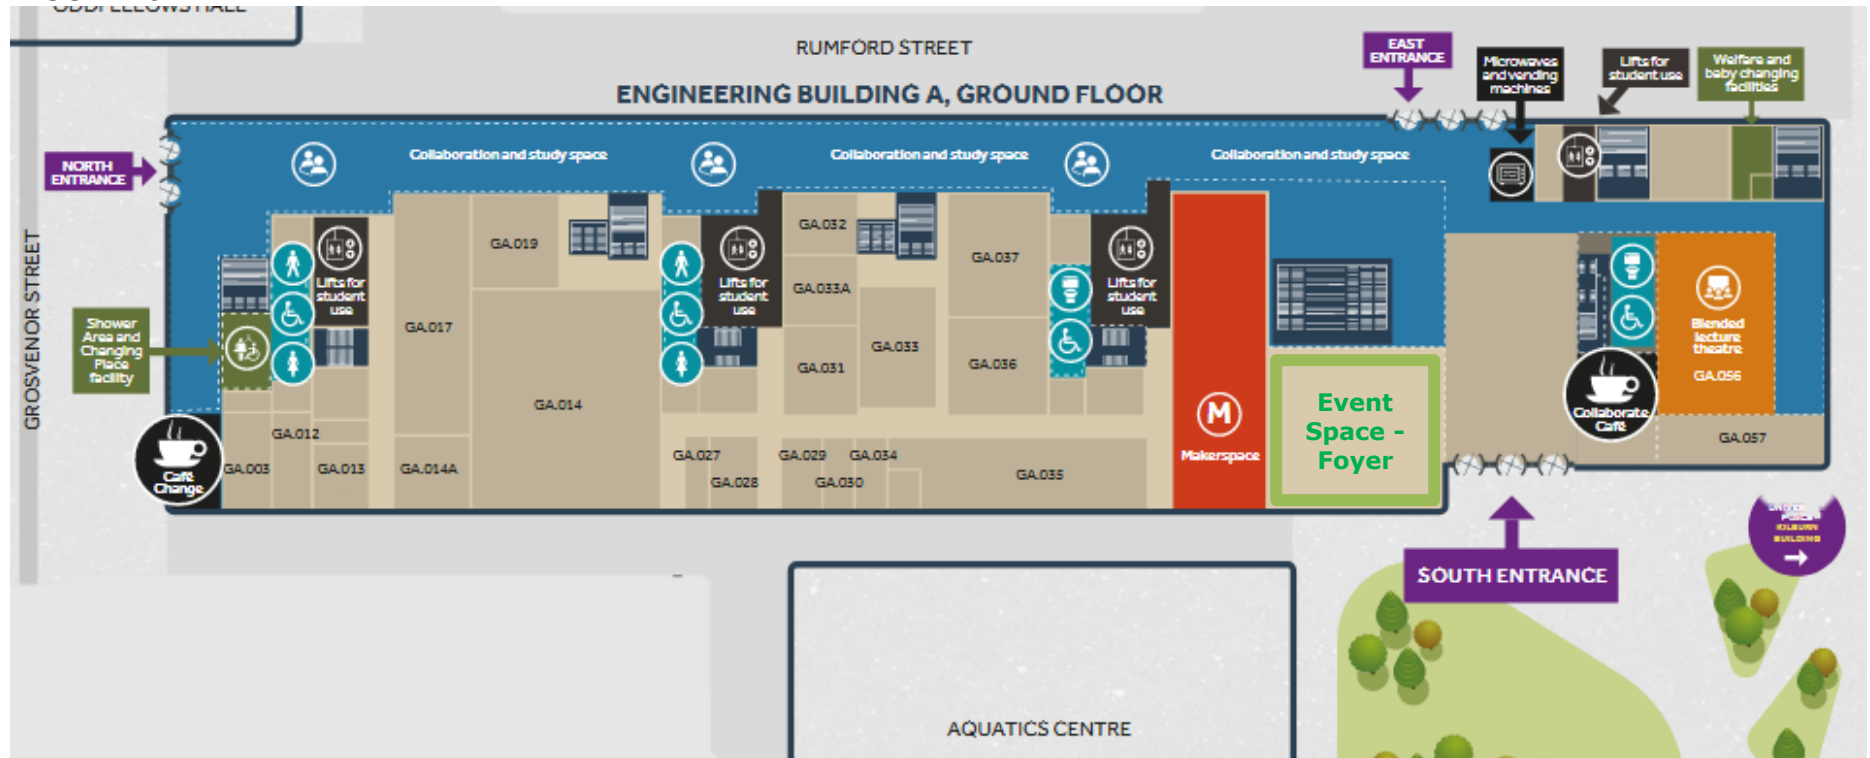 ODDFELLOWS HALL
RUMFORD STREET
ENGINEERING BUILDING A, GROUND FLOOR
EAST
ENTRANCE
Microwaves
and vending
machines
Lifts for
student use
Welfare and
baby changing
facilities
NORTH
ENTRANCE
Collaboration and study space
Collaboration and study space
Collaboration and study space
GROSVENOR STREET
Shower
Area and
Changing
Place
facility
Lifts for
student
use
GA.019
GA.017
GA.014
Lifts for
student
use
GA.032
GA.033A
GA.031
GA.033
GA.037
GA.036
Lifts for
student
use
M
Makerspace
Event
Space -
Foyer
Collaborate
Café
Blended
lecture
theatre
GA.056
GA.057
Café
Change
GA.003
GA.012
GA.013
GA.014A
GA.027
GA.028
GA.029
GA.030
GA.034
GA.035
SOUTH ENTRANCE
KILBURN
BUILDING
AQUATICS CENTRE